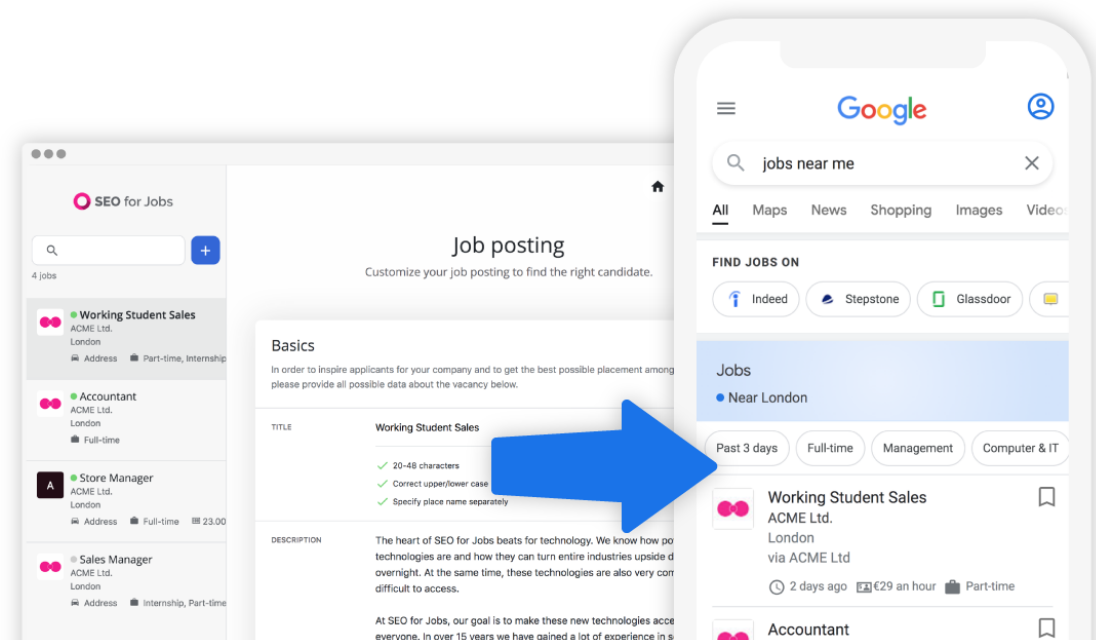 SEO for Jobs
4 jobs
Working Student Sales
ACME Ltd.
London
Address Part-time, Internship
Accountant
ACME Ltd.
London
Full-time
A
Store Manager
ACME Ltd.
London
Address Full-time 23.00
Sales Manager
ACME Ltd.
London
Address Internship, Part-time
Job posting
Customize your job posting to find the right candidate.
Basics
In order to inspire applicants for your company and to get the best possible placement among
please provide all possible data about the vacancy below.
TITLE Working Student Sales
20-48 characters
Correct upper/lower case
Specify place name separately
DESCRIPTION The heart of SEO for Jobs beats for technology. We know how po
technologies are and how they can turn entire industries upside d
overnight. At the same time, these technologies are also very com
difficult to access.
At SEO for Jobs, our goal is to make these new technologies acce
everyone. In over 15 years we have gained a lot of experience in s
Google
jobs near me
All Maps News Shopping Images Videos
FIND JOBS ON
Indeed Stepstone Glassdoor
Jobs
Near London
Past 3 days Full-time Management Computer & IT
Working Student Sales
ACME Ltd.
London
via ACME Ltd
2 days ago €29 an hour Part-time
Accountant